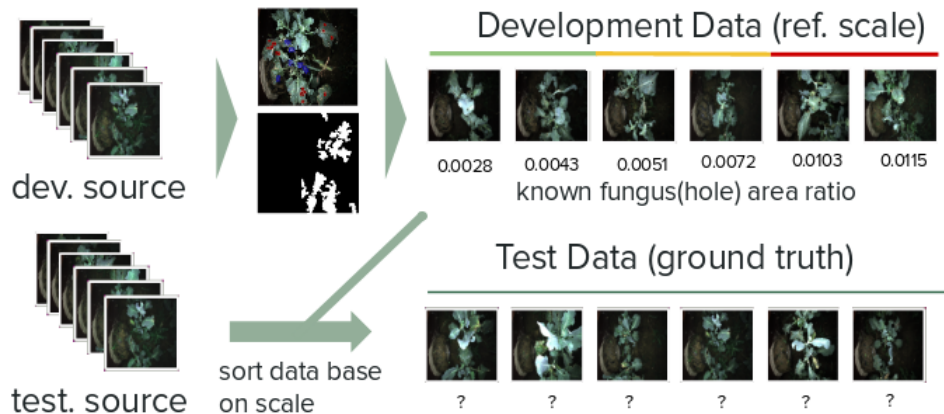 Development Data (ref. scale)
dev. source
0.0028 0.0043 0.0051 0.0072 0.0103 0.0115
known fungus(hole) area ratio
Test Data (ground truth)
test. source
sort data base
on scale
? ? ? ? ? ?